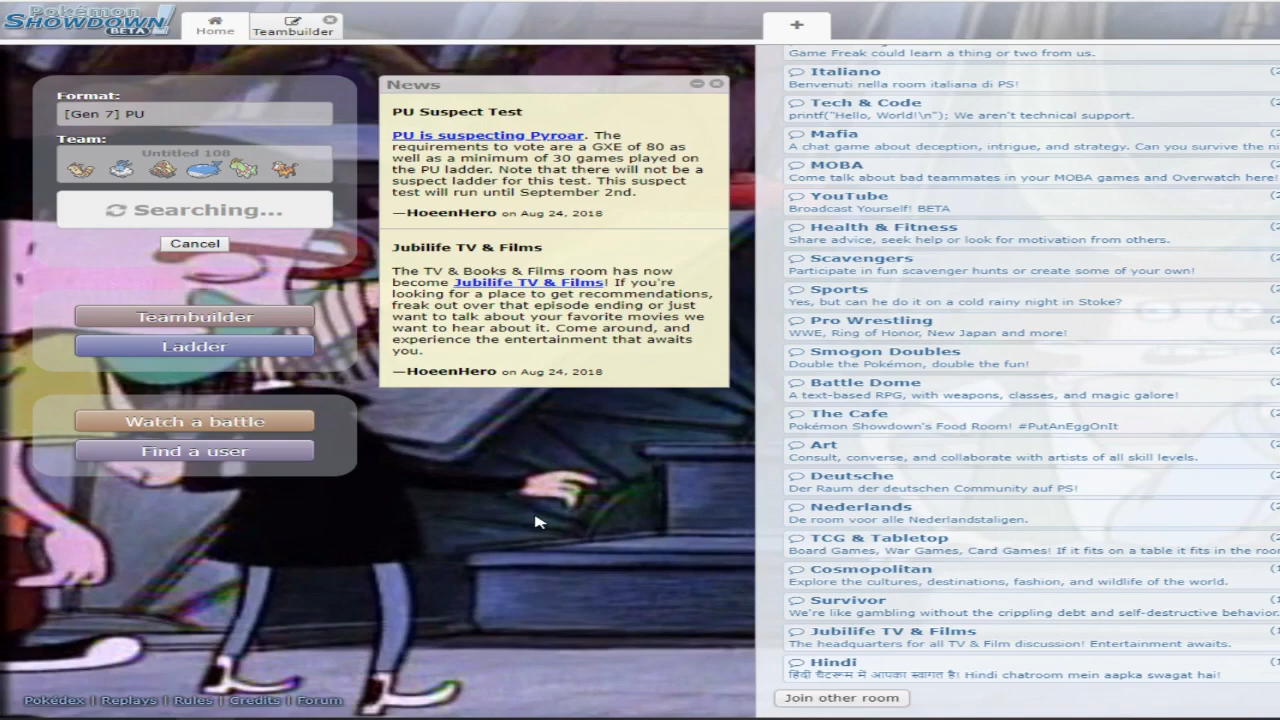 Pokémon
SHOWDOWN!
BETA
Home
Teambuilder
+
Format:
[Gen 7] PU
Team:
Untitled 108
Searching...
Cancel
Teambuilder
Ladder
Watch a battle
Find a user
Pokédex | Replays | Rules | Credits | Forum
News
PU Suspect Test
PU is suspecting Pyroar. The
requirements to vote are a GXE of 80 as
well as a minimum of 30 games played on
the PU ladder. Note that there will not be a
suspect ladder for this test. This suspect
test will run until September 2nd.
—HoeenHero on Aug 24, 2018
Jubilife TV & Films
The TV & Books & Films room has now
become Jubilife TV & Films! If you're
looking for a place to get recommendations,
freak out over that episode ending or just
want to talk about your favorite movies we
want to hear about it. Come around, and
experience the entertainment that awaits
you.
—HoeenHero on Aug 24, 2018
Game Freak could learn a thing or two from us.
Italiano
Benvenuti nella room italiana di PS!
Tech & Code
printf("Hello, World!\n"); We aren't technical support.
Mafia
A chat game about deception, intrigue, and strategy. Can you survive the ni
MOBA
Come talk about bad teammates in your MOBA games and Overwatch here!
YouTube
Broadcast Yourself! BETA
Health & Fitness
Share advice, seek help or look for motivation from others.
Scavengers
Participate in fun scavenger hunts or create some of your own!
Sports
Yes, but can he do it on a cold rainy night in Stoke?
Pro Wrestling
WWE, Ring of Honor, New Japan and more!
Smogon Doubles
Double the Pokémon, double the fun!
Battle Dome
A text-based RPG, with weapons, classes, and magic galore!
The Cafe
Pokémon Showdown's Food Room! #PutAnEggOnIt
Art
Consult, converse, and collaborate with artists of all skill levels.
Deutsche
Der Raum der deutschen Community auf PS!
Nederlands
De room voor alle Nederlandstaligen.
TCG & Tabletop
Board Games, War Games, Card Games! If it fits on a table it fits in the roo
Cosmopolitan
Explore the cultures, destinations, fashion, and wildlife of the world.
Survivor
We're like gambling without the crippling debt and self-destructive behavior.
Jubilife TV & Films
The headquarters for all TV & Film discussion! Entertainment awaits.
Hindi
हिंदी चैटरूम में आपका स्वागत है! Hindi chatroom mein aapka swagat hai!
Join other room